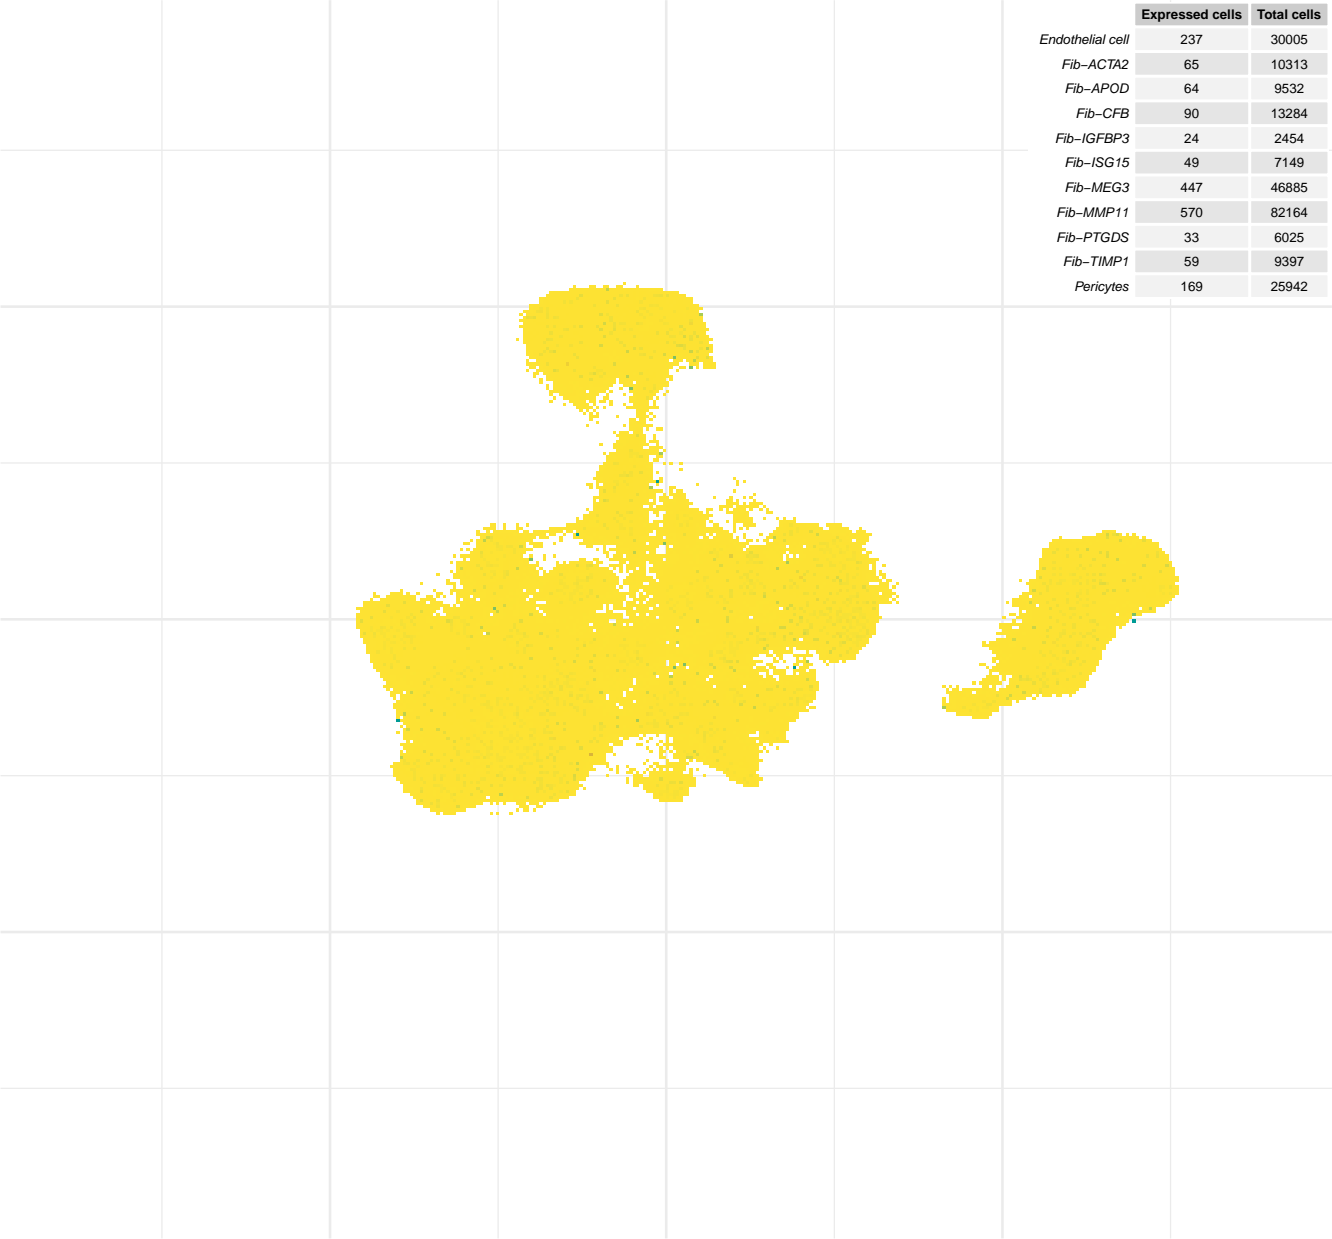 Expressed cells Total cells
Endothelial cell 237 30005
Fib−ACTA2 65 10313
Fib−APOD 64 9532
Fib−CFB 90 13284
Fib−IGFBP3 24 2454
Fib−ISG15 49 7149
Fib−MEG3 447 46885
Fib−MMP11 570 82164
Fib−PTGDS 33 6025
Fib−TIMP1 59 9397
Pericytes 169 25942